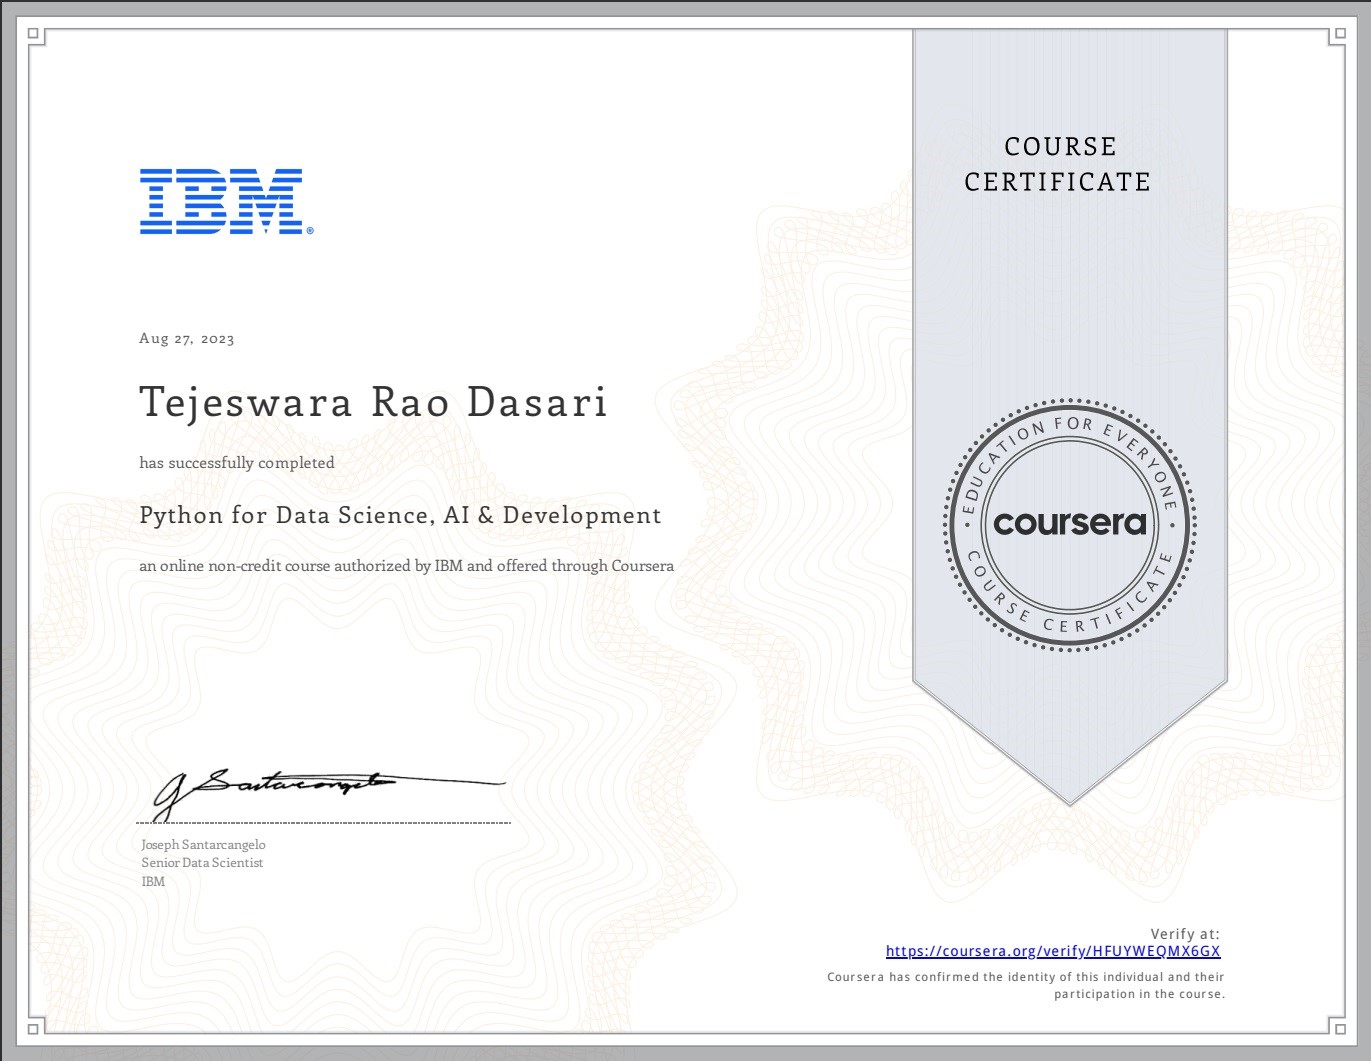 COURSE
CERTIFICATE
IBM®
Aug 27, 2023
Tejeswara Rao Dasari
has successfully completed
Python for Data Science, AI & Development
an online non-credit course authorized by IBM and offered through Coursera
EDUCATION FOR EVERYONE
coursera
COURSE CERTIFICATE
J Santarcangelo
Joseph Santarcangelo
Senior Data Scientist
IBM
Verify at:
https://coursera.org/verify/HFUYWEQMX6GX
Coursera has confirmed the identity of this individual and their
participation in the course.